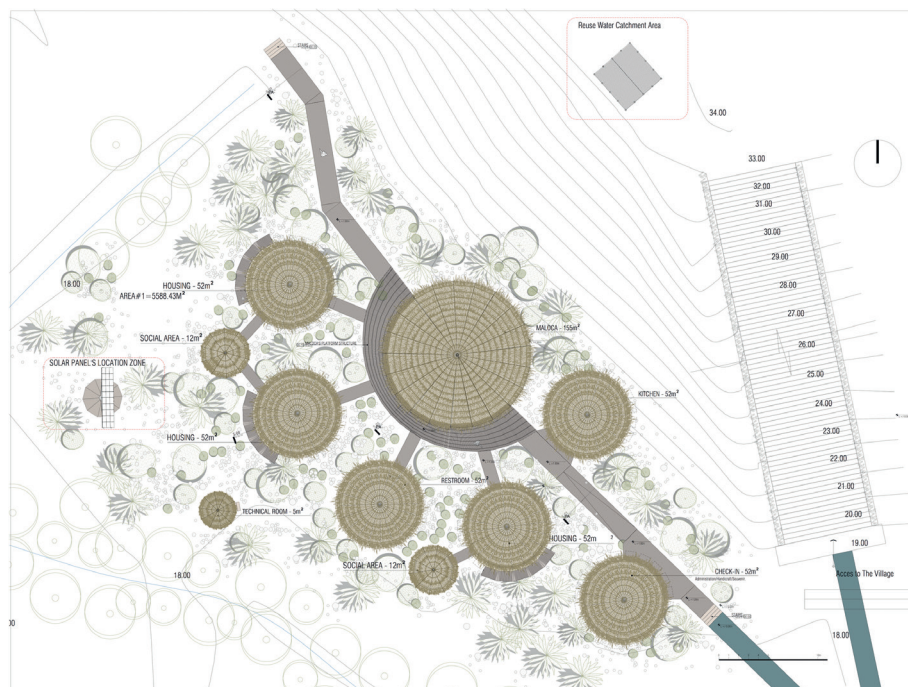 Reuse Water Catchment Area
34.00
33.00
32.00
31.00
30.00
29.00
28.00
27.00
26.00
25.00
24.00
23.00
22.00
21.00
20.00
19.00
Acces to The Village
18.00
18.00
HOUSING - 52m²
AREA#1=5588.43M²
SOCIAL AREA - 12m²
SOLAR PANEL'S LOCATION ZONE
HOUSING - 52m²
TECHNICAL ROOM - 5m²
18.00
MALOCA - 155m²
KITCHEN - 52m²
RESTROOM - 52m²
HOUSING - 52m²
SOCIAL AREA - 12m²
CHECK-IN - 52m²